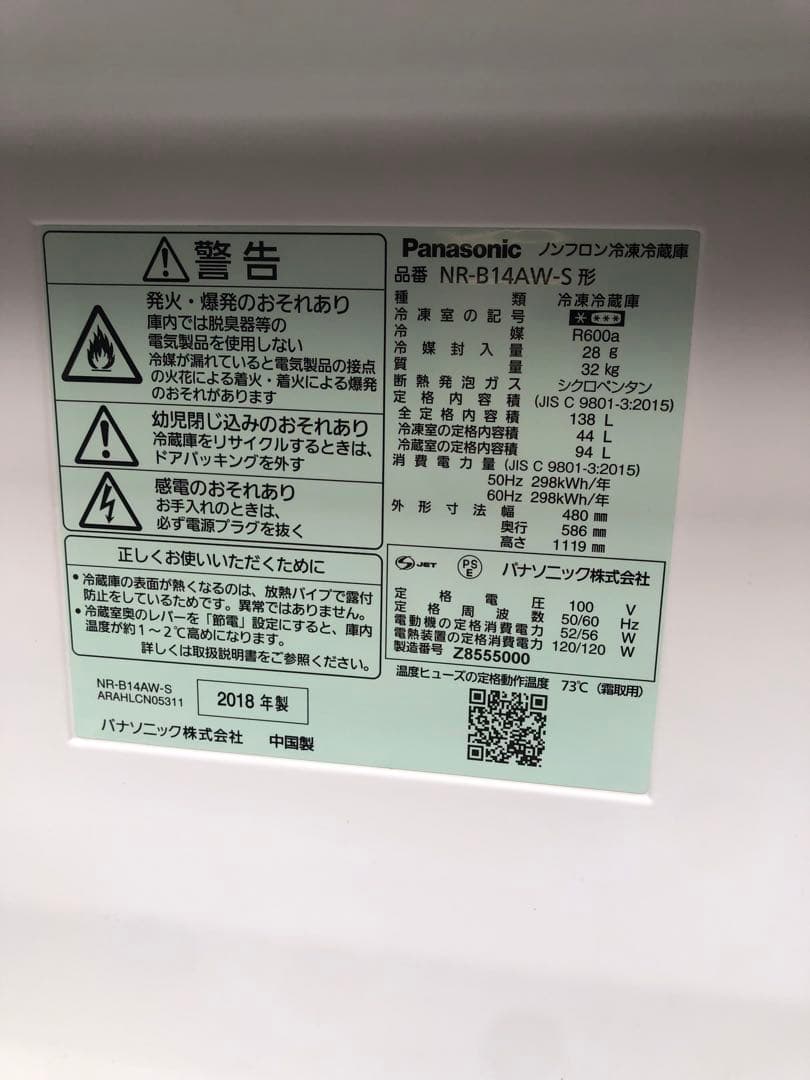 警告
発火・爆発のおそれあり
庫内では脱臭器等の
電気製品を使用しない
冷媒が漏れていると電気製品の接点
の火花による着火・着火による爆発
のおそれがあります
幼児閉じ込みのおそれあり
冷蔵庫をリサイクルするときは、
ドアパッキングを外す
感電のおそれあり
お手入れのときは、
必ず電源プラグを抜く
正しくお使いいただくために
・冷蔵庫の表面が熱くなるのは、放熱パイプで露付
防止をしているためです。異常ではありません。
・冷蔵室奥のレバーを「節電」設定にすると、庫内
温度が約1～2℃高めになります。
詳しくは取扱説明書をご参照ください。
NR-B14AW-S
ARAHLCN05311
2018 年製
パナソニック株式会社 中国製
Panasonic ノンフロン冷凍冷蔵庫
品番 NR-B14AW-S 形
種類 冷凍冷蔵庫
冷凍室の記号 * ***
冷媒 R600a
冷媒封入量 28 g
質量 32 kg
断熱発泡ガス シクロペンタン
定格内容積 (JIS C 9801-3:2015)
全定格内容積 138 L
冷凍室の定格内容積 44 L
冷蔵室の定格内容積 94 L
消費電力量 (JIS C 9801-3:2015)
50Hz 298kWh/年
60Hz 298kWh/年
外形寸法 幅 480 mm
奥行 586 mm
高さ 1119 mm
JET PS E パナソニック株式会社
定格電圧 100 V
定格周波数 50/60 Hz
電動機の定格消費電力 52/56 W
電熱装置の定格消費電力 120/120 W
製造番号 Z8555000
温度ヒューズの定格動作温度 73℃ (霜取用)